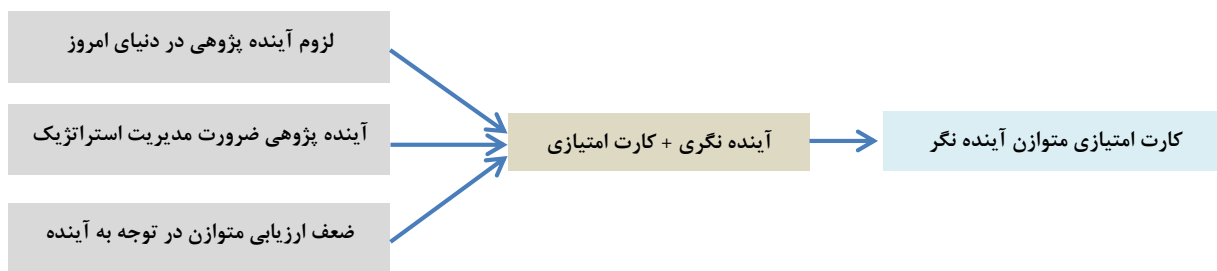 لزوم آینده پژوهی در دنیای امروز
آینده پژوهی ضرورت مدیریت استراتژیک
ضعف ارزیابی متوازن در توجه به آینده
آینده نگری + کارت امتیازی
کارت امتیازی متوازن آینده نگر